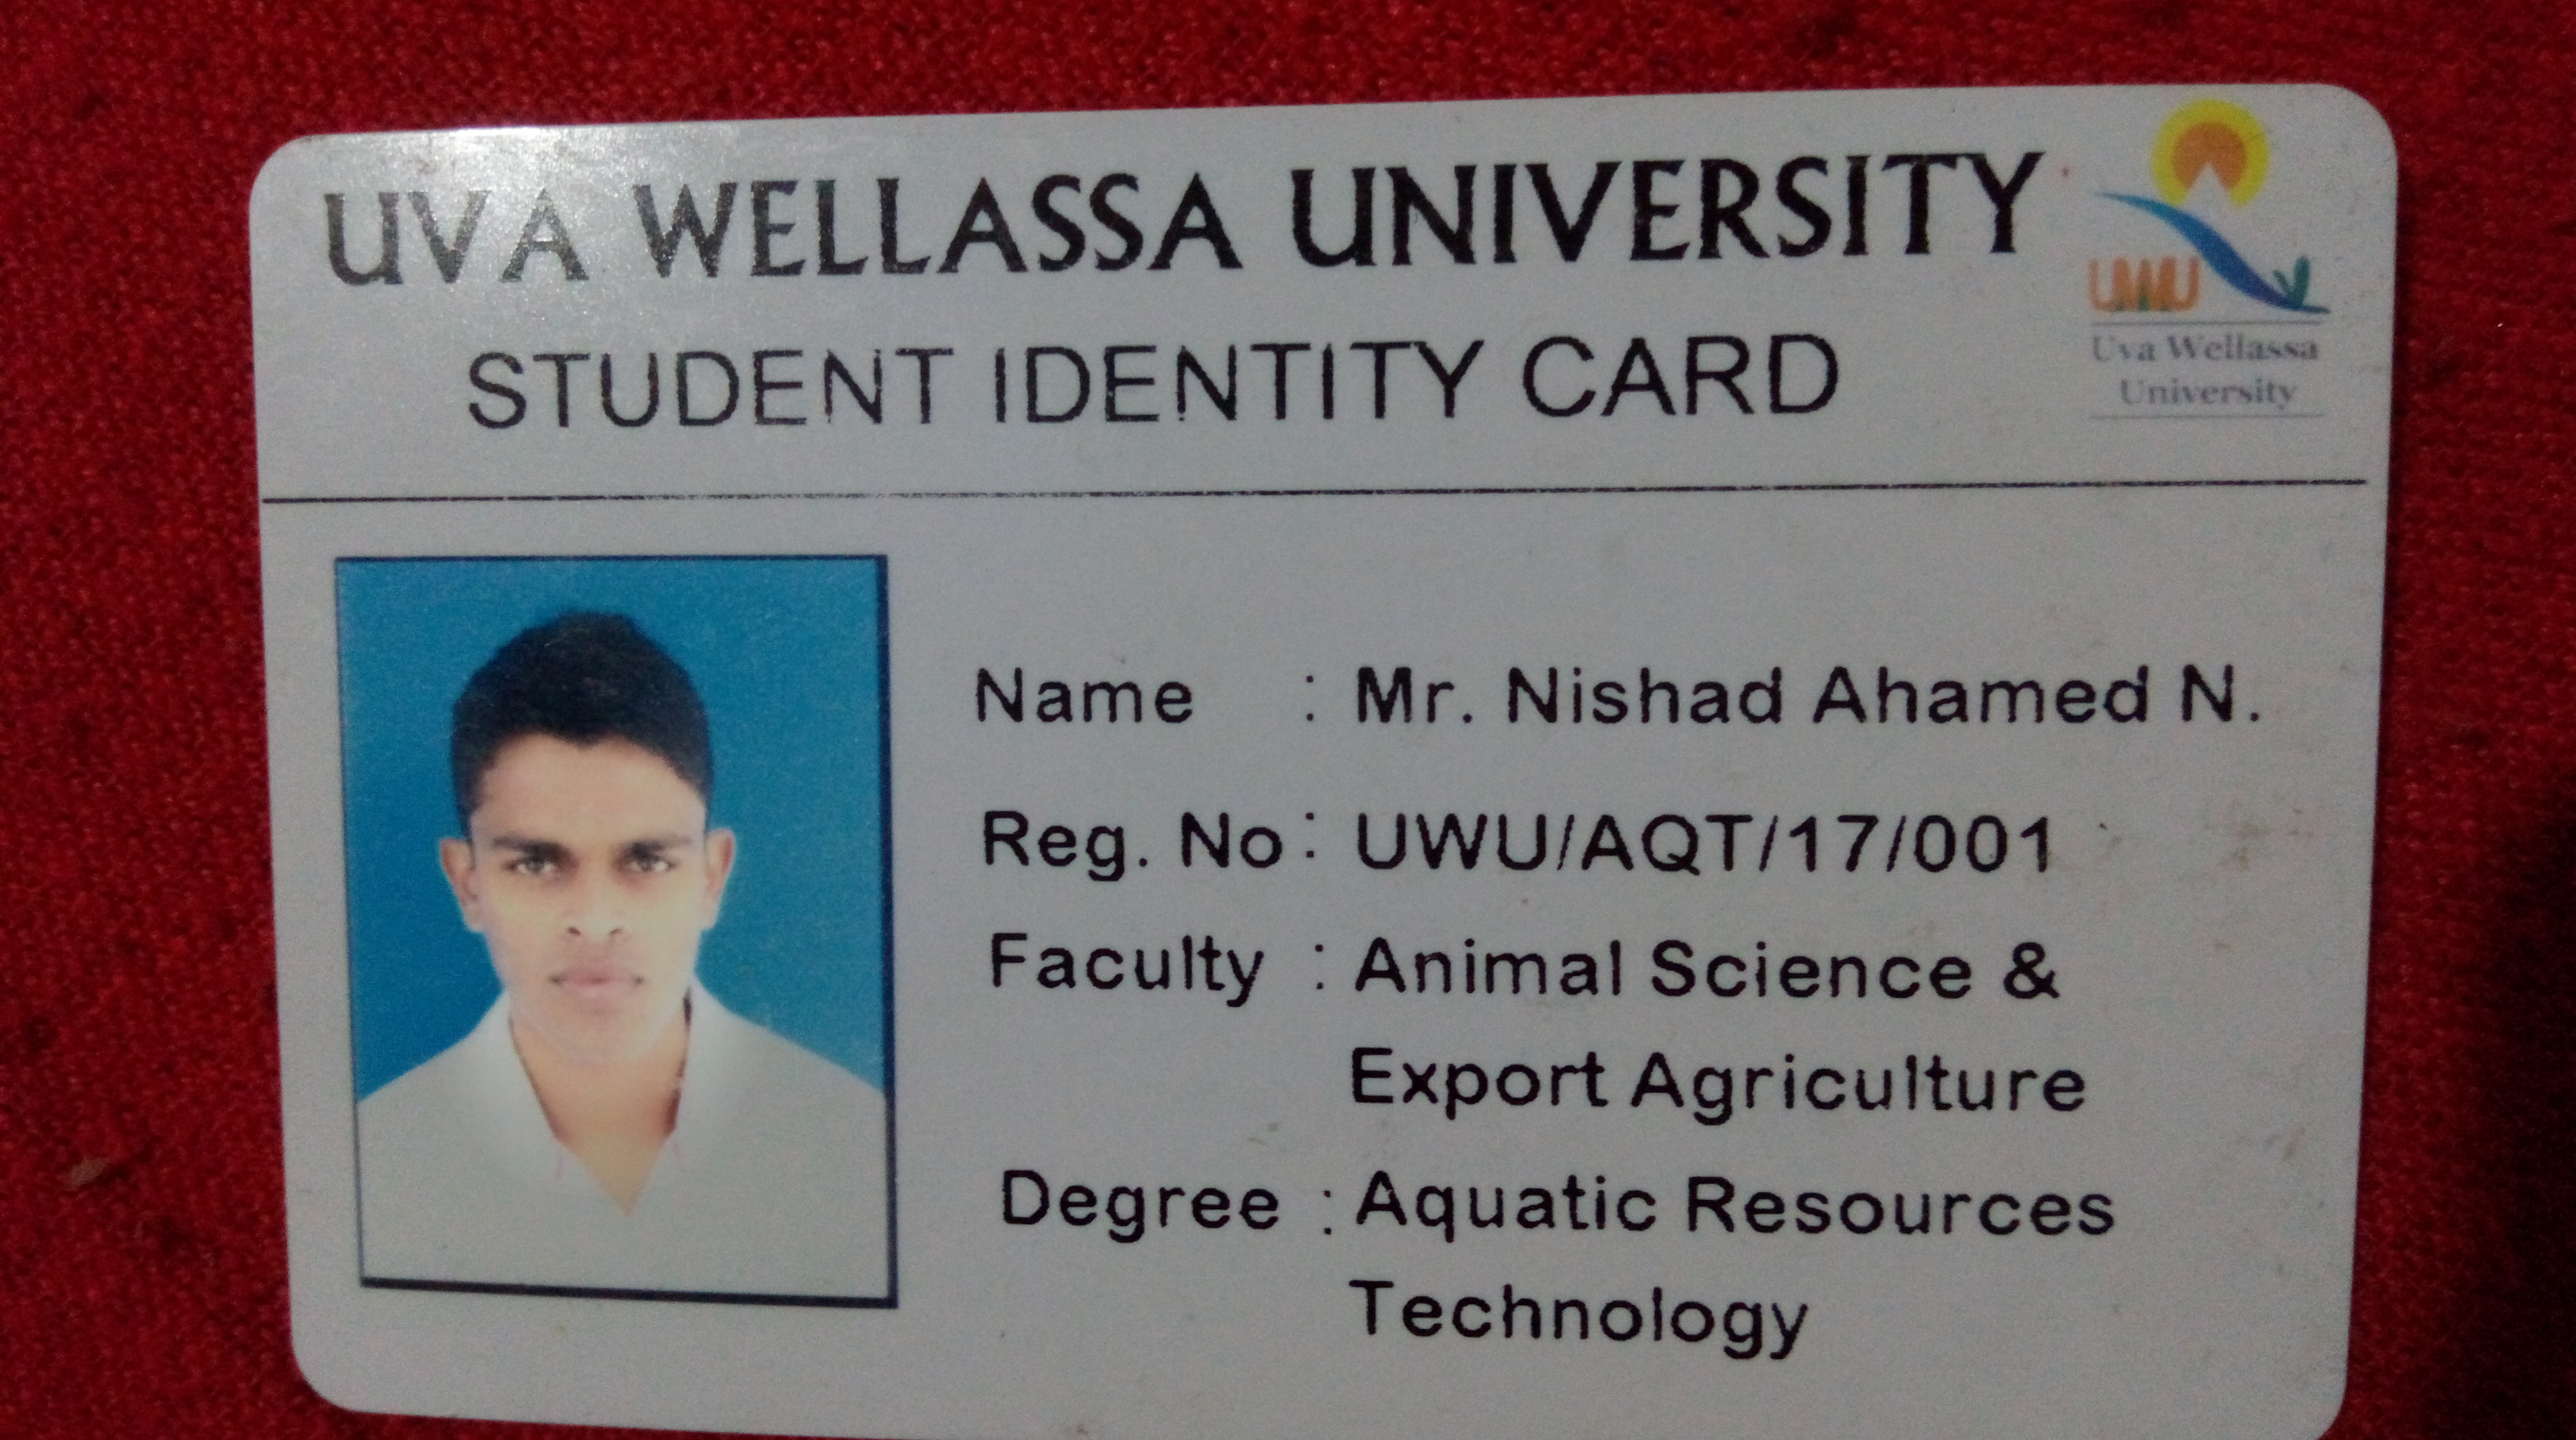 UVA WELLASSA UNIVERSITY
STUDENT IDENTITY CARD
UWU
Uva Wellassa
University
Name : Mr. Nishad Ahamed N.
Reg. No : UWU/AQT/17/001
Faculty : Animal Science &
Export Agriculture
Degree : Aquatic Resources
Technology